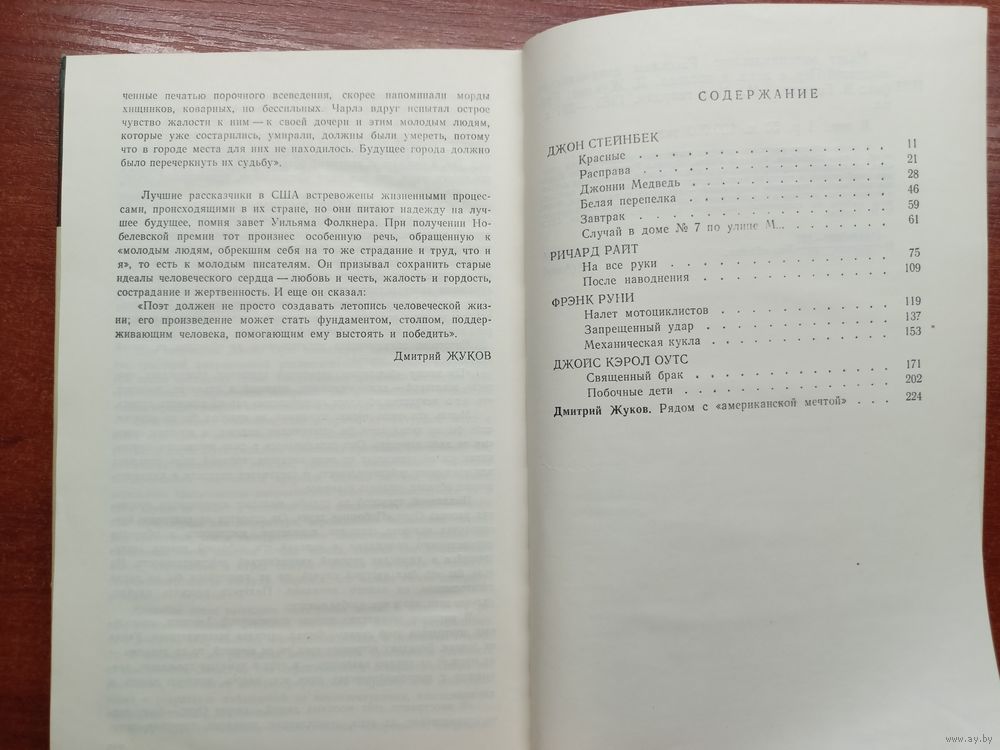 ченные печатью порочного всеведения, скорее напоминали морды
хищников, коварных, но бессильных. Чарлз вдруг испытал острое
чувство жалости к ним — к своей дочери и этим молодым людям,
которые уже состарились, умирали, должны были умереть, потому
что в городе места для них не находилось. Будущее города должно
было перечеркнуть их судьбу».
Лучшие рассказчики в США встревожены жизненными процес-
сами, происходящими в их стране, но они питают надежду на луч-
шее будущее, помня завет Уильяма Фолкнера. При получении Но-
белевской премии тот произнес особенную речь, обращенную к
«молодым людям, обрекшим себя на то же страдание и труд, что и
я», то есть к молодым писателям. Он призывал сохранить старые
идеалы человеческого сердца — любовь и честь, жалость и гордость,
сострадание и жертвенность. И еще он сказал:
«Поэт должен не просто создавать летопись человеческой жиз-
ни; его произведение может стать фундаментом, столпом, поддер-
живающим человека, помогающим ему выстоять и победить».
Дмитрий ЖУКОВ
СОДЕРЖАНИЕ
ДЖОН СТЕЙНБЕК
Красные . . . . . . . . . . . . . . 11
Расправа . . . . . . . . . . . . . . 21
Джонни Медведь . . . . . . . . . . . . 28
Белая перепелка . . . . . . . . . . . . 46
Завтрак . . . . . . . . . . . . . . 59
Случай в доме № 7 по улице М... . . . . . . 61
РИЧАРД РАЙТ
На все руки . . . . . . . . . . . . . 75
После наводнения . . . . . . . . . . . 109
ФРЭНК РУНИ
Налет мотоциклистов . . . . . . . . . . 119
Запрещенный удар . . . . . . . . . . . 137
Механическая кукла . . . . . . . . . . . 153
ДЖОЙС КЭРОЛ ОУТС
Священный брак . . . . . . . . . . . . 171
Побочные дети . . . . . . . . . . . . 202
Дмитрий Жуков. Рядом с «американской мечтой» . . . 224
www.ay.by